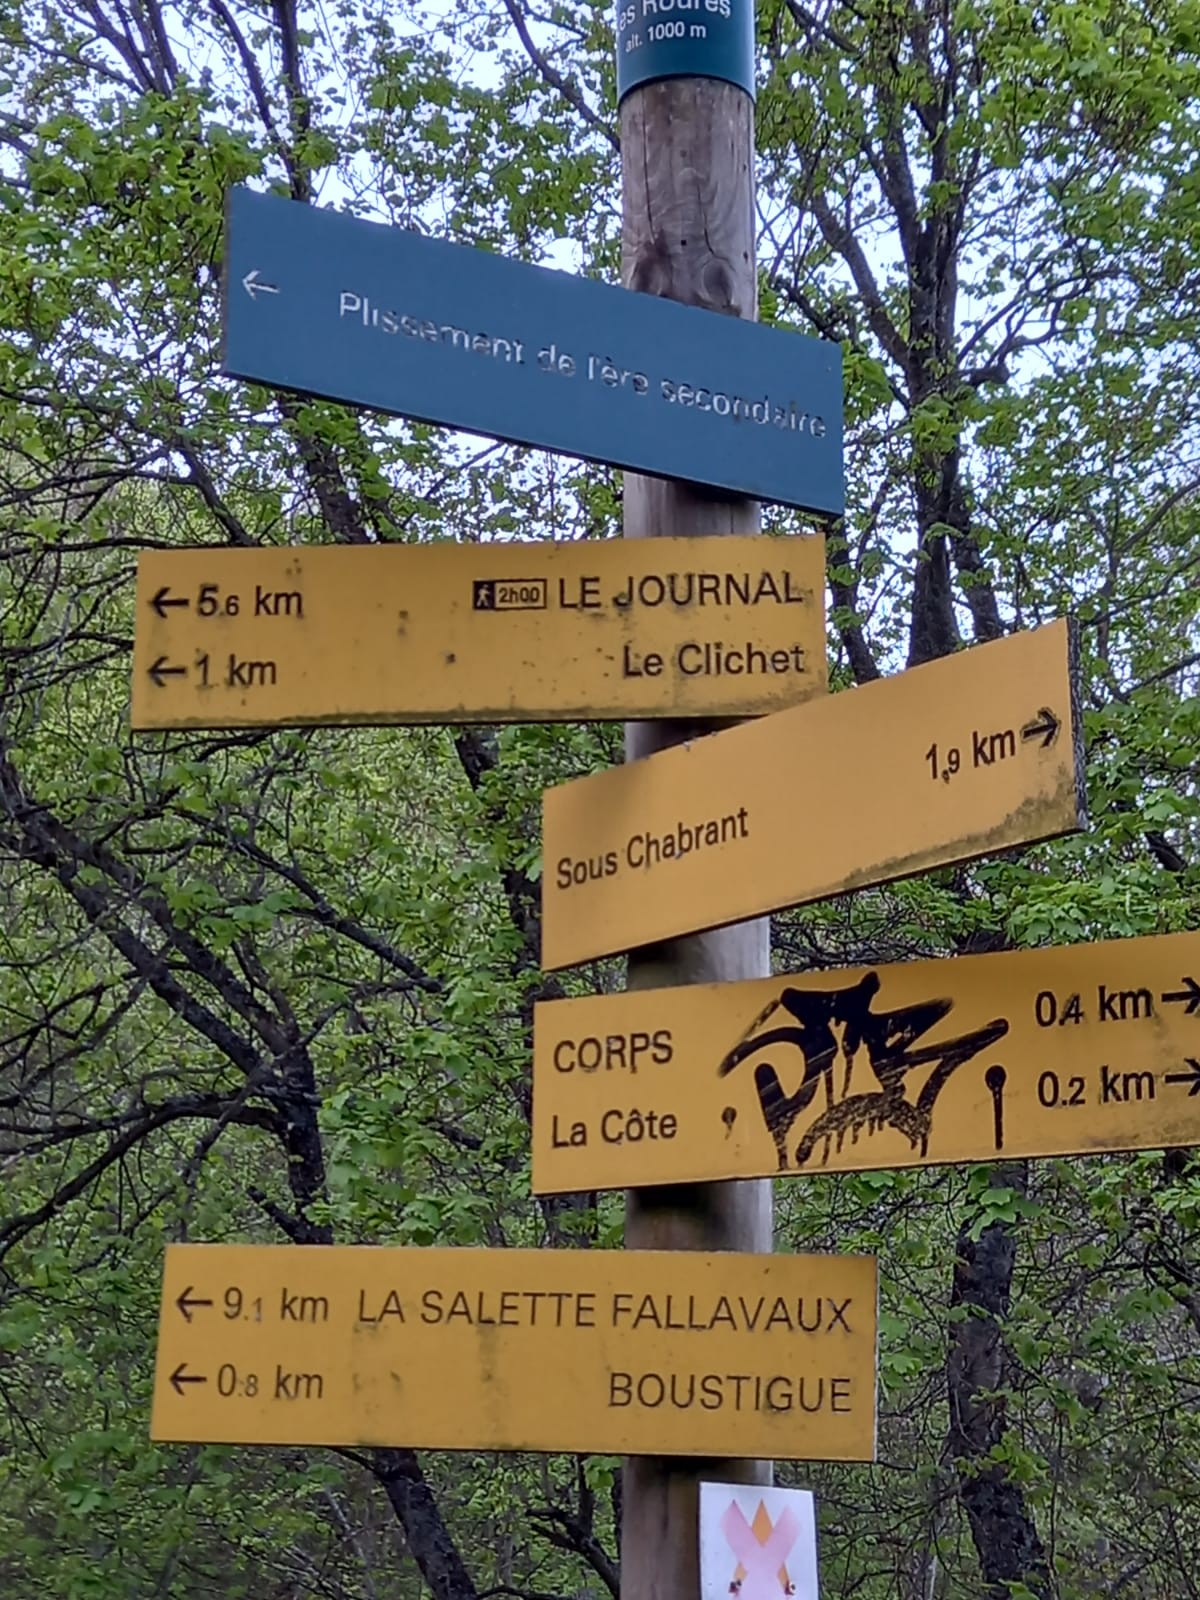 es Roures
alt. 1000 m
← Plissement de l'ère secondaire
← 5.6 km 2h00 LE JOURNAL
← 1 km Le Clichet
Sous Chabrant 1,9 km →
CORPS 0.4 km →
La Côte 0.2 km →
← 9.1 km LA SALETTE FALLAVAUX
← 0.8 km BOUSTIGUE